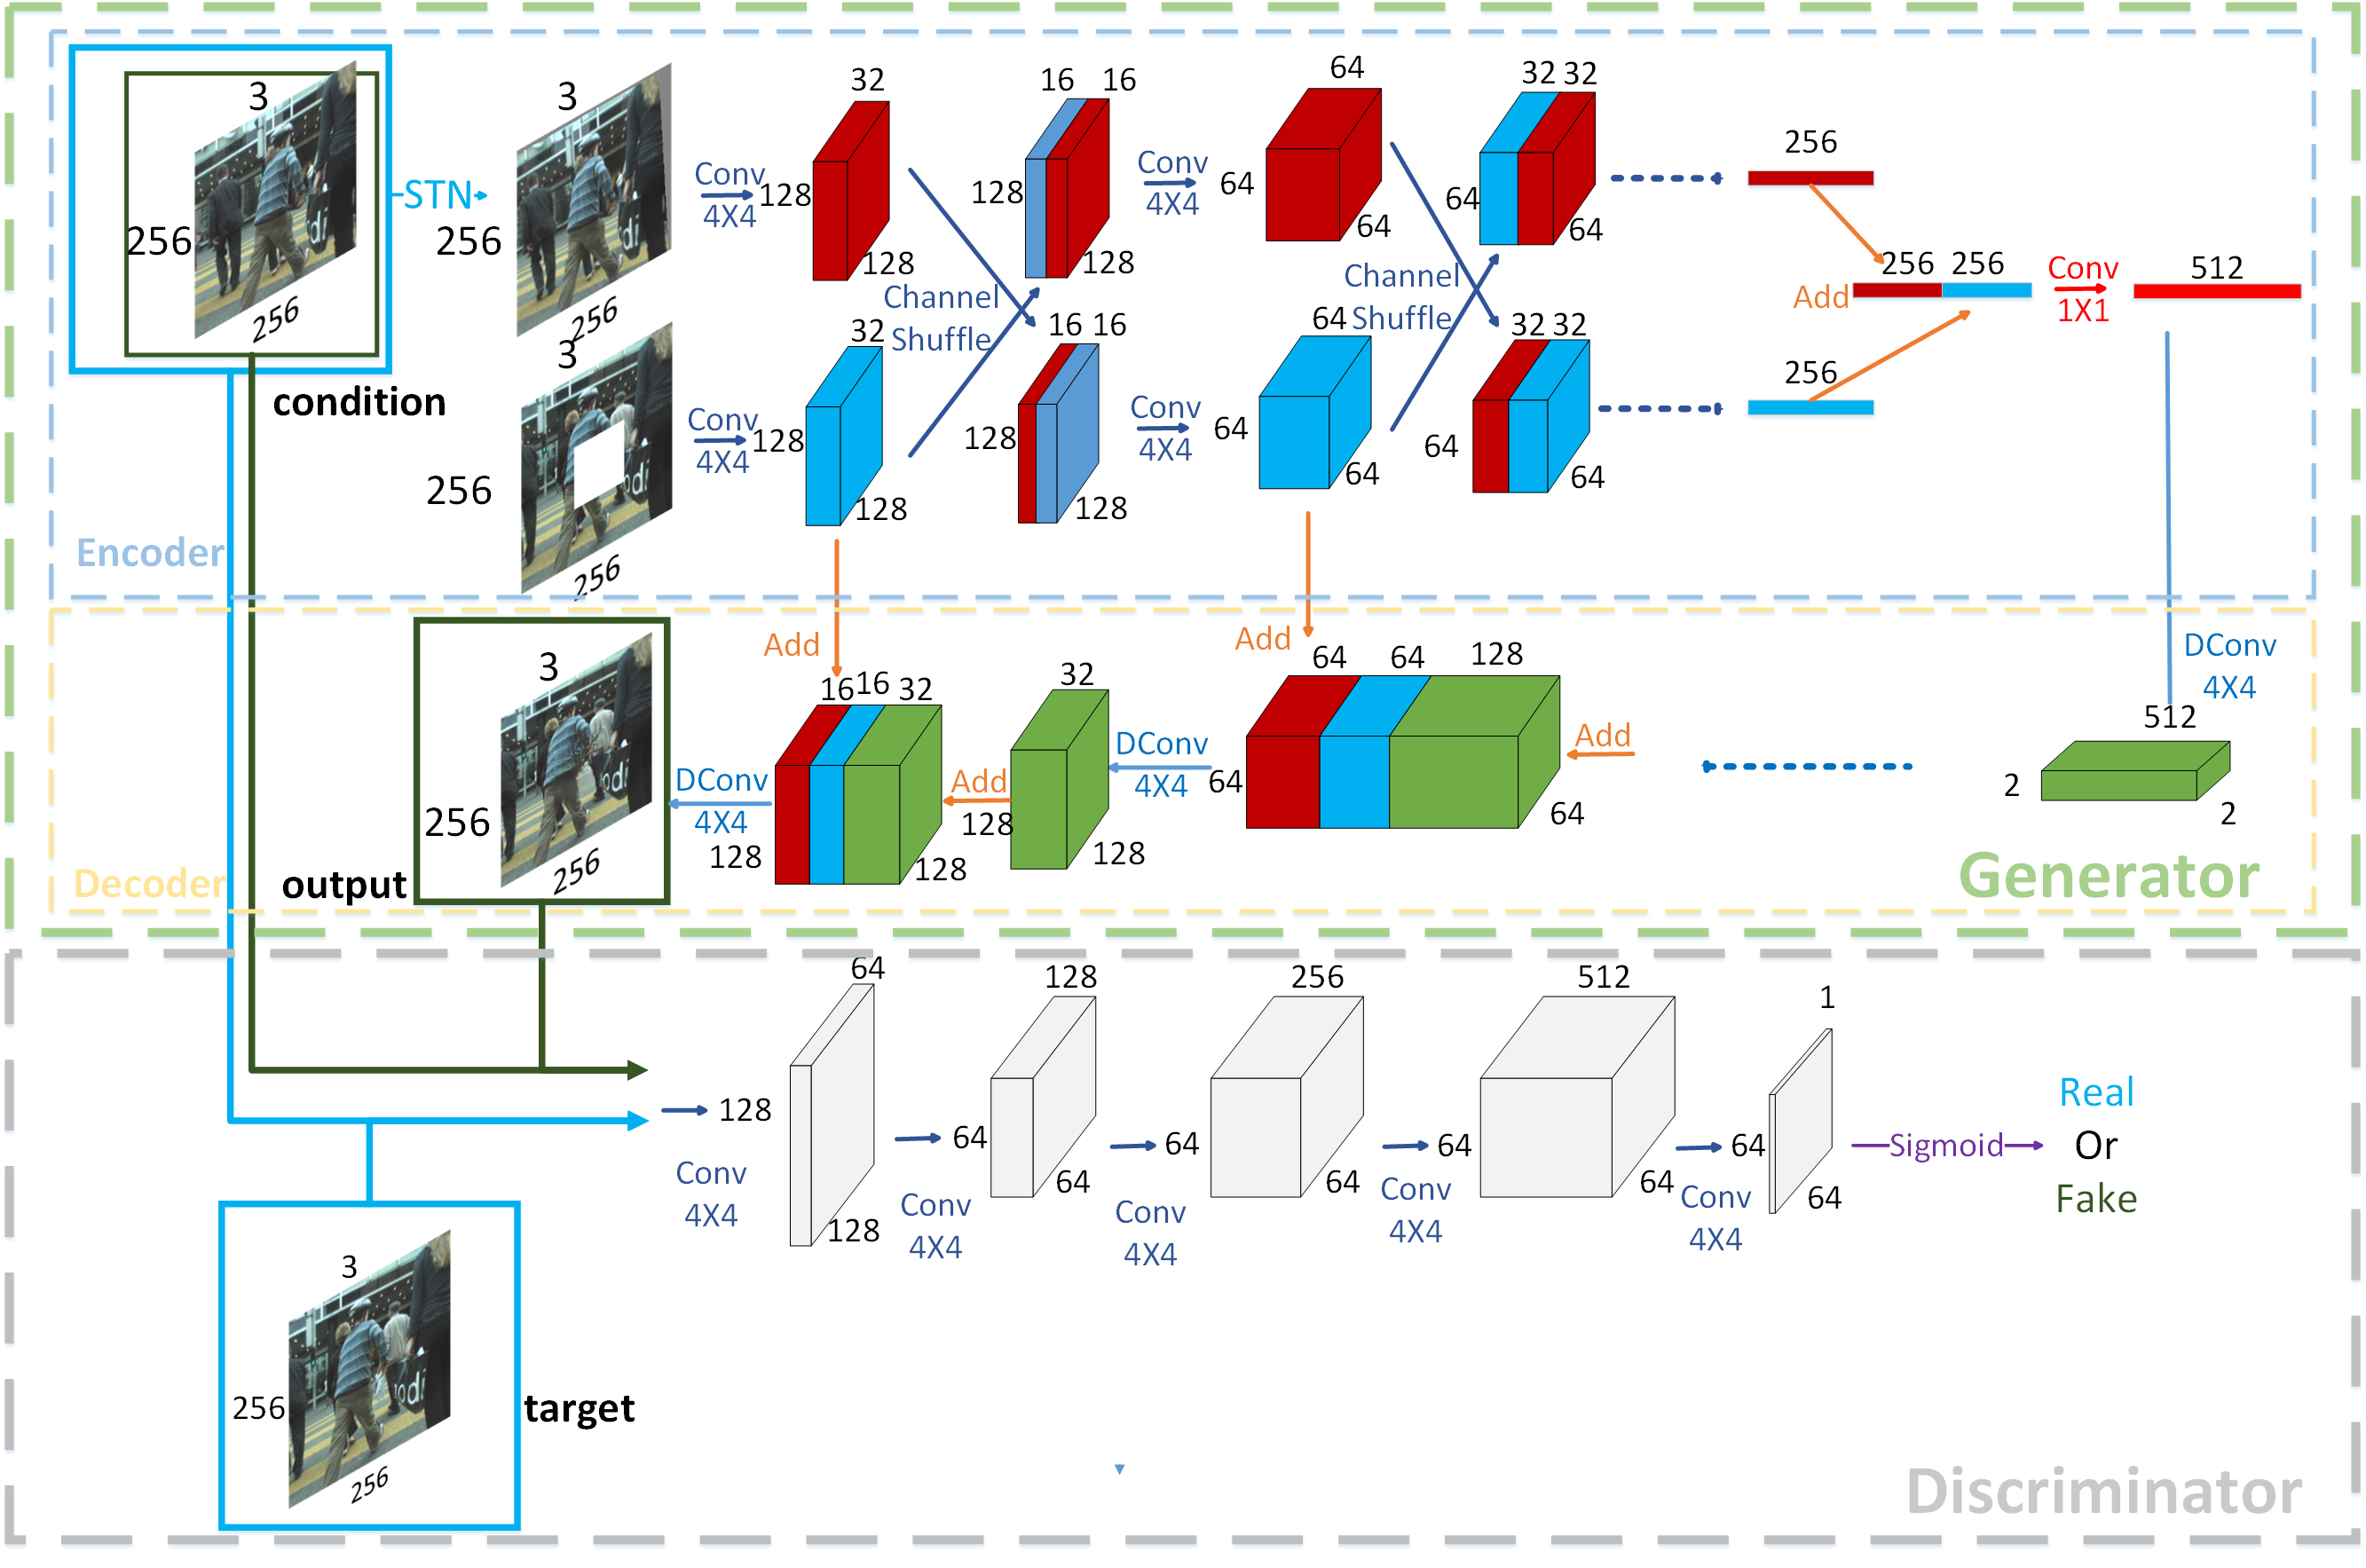 3
256
256
condition
STN
3
256
256
3
256
256
Conv
4X4
32
128
128
Conv
4X4
32
128
128
Channel
Shuffle
16 16
128
128
16 16
128
128
Conv
4X4
64
64
64
Conv
4X4
64
64
64
Channel
Shuffle
32 32
64
64
32 32
64
64
256
256
Add
256 256
Conv
1X1
512
Encoder
DConv
4X4
512
2
2
Add
64 64 128
64
64
Add
DConv
4X4
32
128
128
Add
Add
16 16 32
128
128
DConv
4X4
3
256
256
output
Decoder
Generator
3
256
256
target
Conv
4X4
64
128
128
Conv
4X4
128
64
64
Conv
4X4
256
64
64
Conv
4X4
512
64
64
Conv
4X4
1
64
64
Sigmoid
Real
Or
Fake
Discriminator